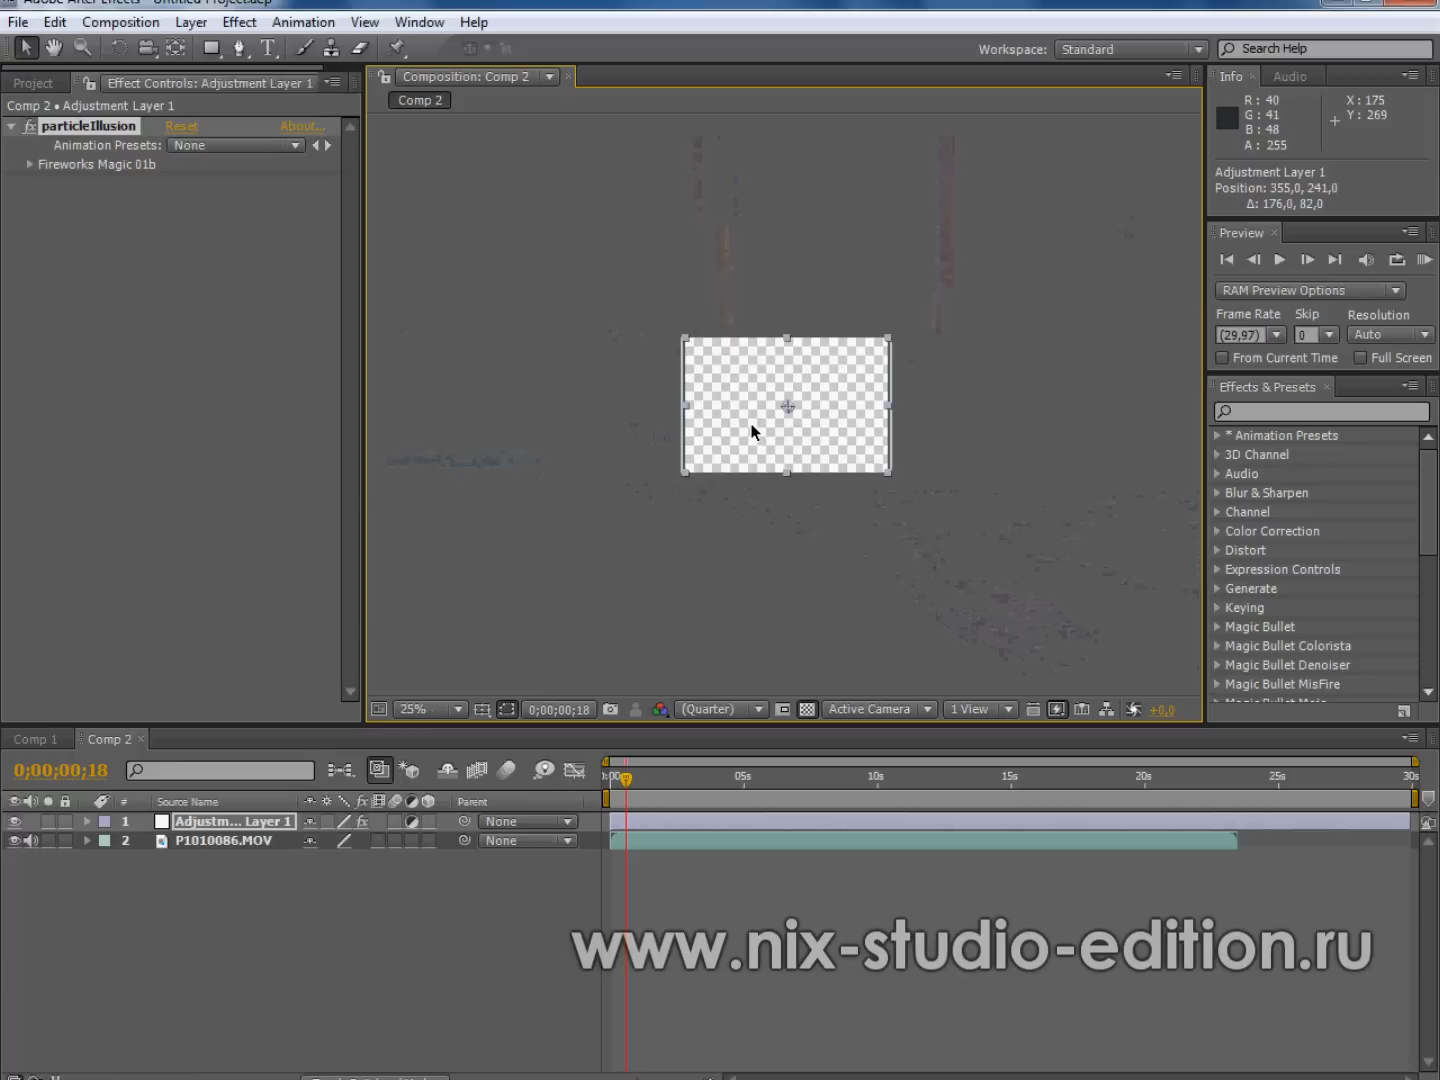 Adobe After Effects - Untitled Project.aep
File Edit Composition Layer Effect Animation View Window Help
Workspace: Standard Search Help
Project Effect Controls: Adjustment Layer 1
Comp 2 • Adjustment Layer 1
particleIllusion Reset About...
Animation Presets: None
Fireworks Magic 01b
Composition: Comp 2
Comp 2
Info Audio
R: 40 X: 175
G: 41 Y: 269
B: 48
A: 255
Adjustment Layer 1
Position: 355,0, 241,0
Δ: 176,0, 82,0
Preview
RAM Preview Options
Frame Rate Skip Resolution
(29,97) 0 Auto
From Current Time Full Screen
Effects & Presets
* Animation Presets
3D Channel
Audio
Blur & Sharpen
Channel
Color Correction
Distort
Expression Controls
Generate
Keying
Magic Bullet
Magic Bullet Colorista
Magic Bullet Denoiser
Magic Bullet MisFire
25% 0;00;00;18 (Quarter) Active Camera 1 View +0,0
Comp 1 Comp 2
0;00;00;18
05s 10s 15s 20s 25s 30s
# Source Name Parent
1 Adjustm... Layer 1 None
2 P1010086.MOV None
www.nix-studio-edition.ru